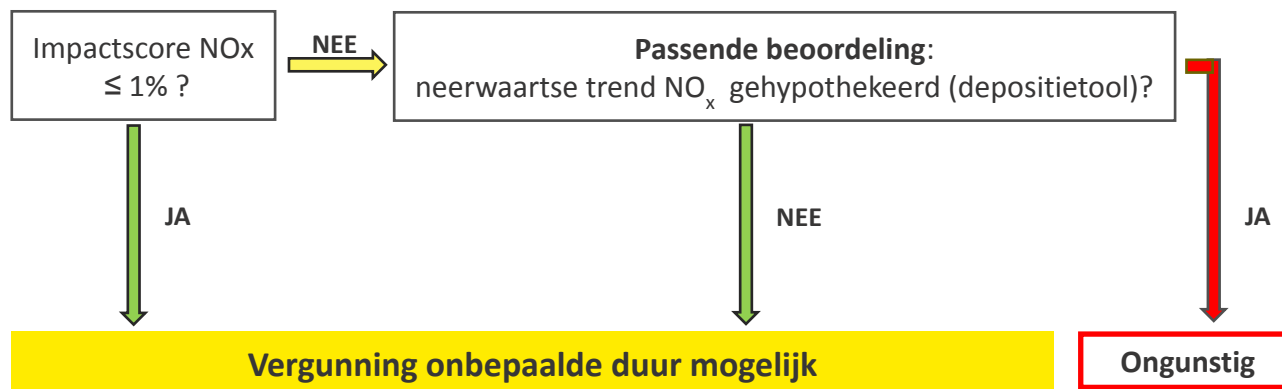 Impactscore NOx
≤ 1% ?
NEE
Passende beoordeling:
neerwaartse trend NOₓ gehypothekeerd (depositietool)?
JA
NEE
JA
Vergunning onbepaalde duur mogelijk
Ongunstig